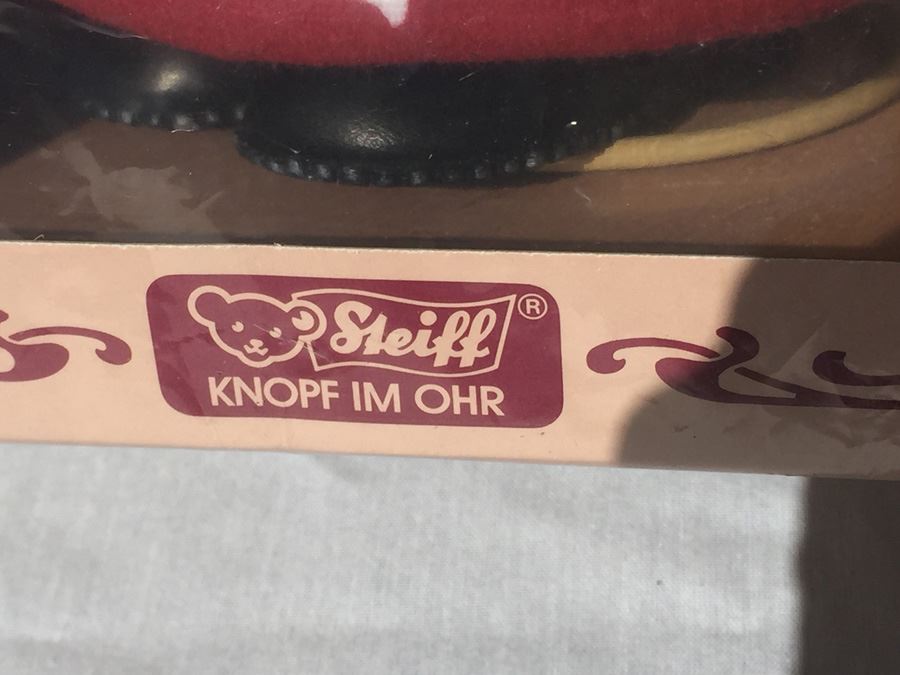 Steiff ®
KNOPF IM OHR